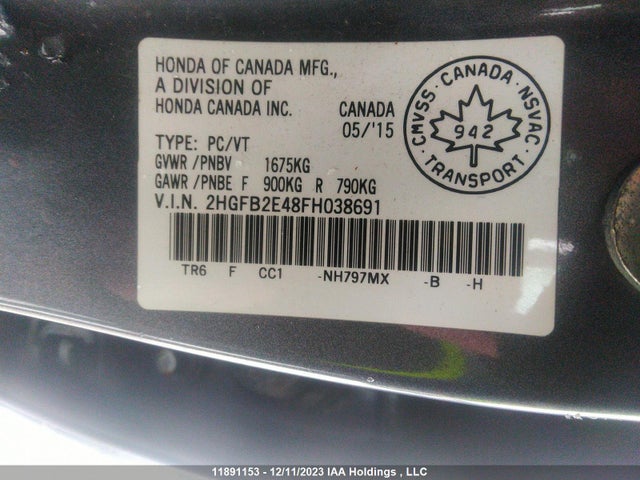 HONDA OF CANADA MFG.,
A DIVISION OF
HONDA CANADA INC.
CANADA
05/'15
TYPE: PC/VT
GVWR /PNBV 1675KG
GAWR /PNBE F 900KG R 790KG
V.I.N. 2HGFB2E48FH038691
TR6 F CC1 -NH797MX -B -H
CMVSS · CANADA · NSVAC ·
942
TRANSPORT
11891153 – 12/11/2023 IAA Holdings , LLC